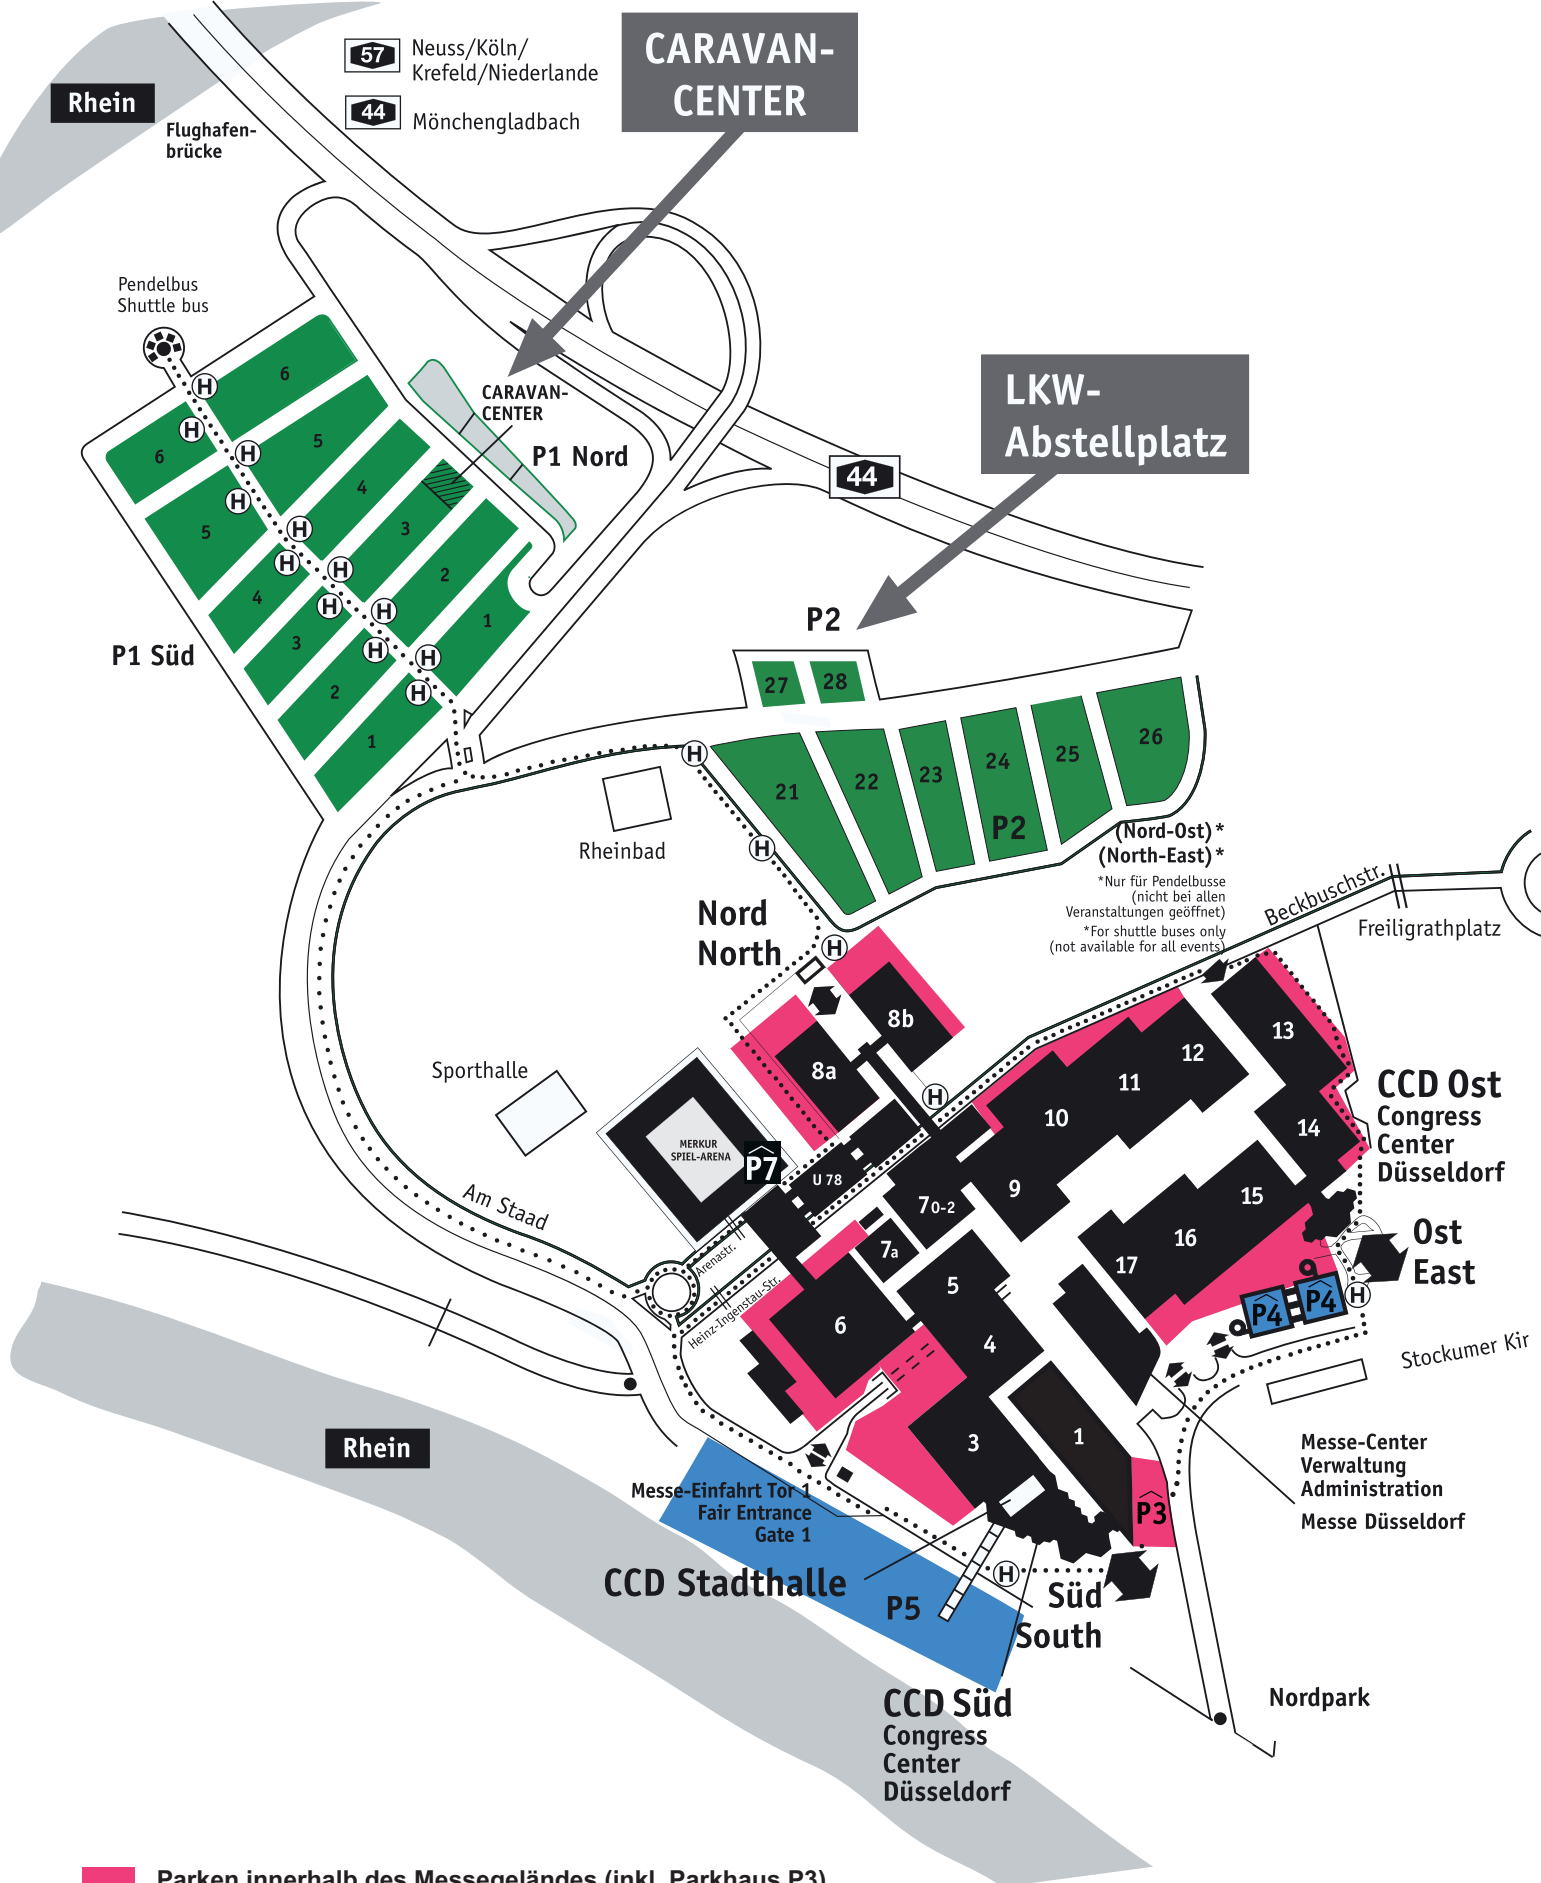 57
Neuss/Köln/
Krefeld/Niederlande
44
Mönchengladbach
CARAVAN-
CENTER
Rhein
Flughafen-
brücke
Pendelbus
Shuttle bus
H
H
H
H
H
H
H
H
H
H
H
H
6
6
5
5
4
4
3
3
2
2
1
1
CARAVAN-
CENTER
P1 Nord
P1 Süd
44
LKW-
Abstellplatz
P2
27
28
21
22
23
24
25
26
P2
(Nord-Ost)*
(North-East)*
*Nur für Pendelbusse
(nicht bei allen
Veranstaltungen geöffnet)
*For shuttle buses only
(not available for all events)
H
H
H
Rheinbad
Nord
North
Beckbuschstr.
Freiligrathplatz
8b
8a
H
13
12
11
10
14
9
15
16
17
70-2
7a
5
6
4
3
1
Sporthalle
MERKUR
SPIEL-ARENA
P7
U 78
Am Staad
Arenastr.
Heinz-Ingenstau-Str.
CCD Ost
Congress
Center
Düsseldorf
Ost
East
P4
P4
H
Stockumer Kir
Rhein
Messe-Center
Verwaltung
Administration
Messe Düsseldorf
Messe-Einfahrt Tor 1
Fair Entrance
Gate 1
P3
CCD Stadthalle
P5
H
Süd
South
CCD Süd
Congress
Center
Düsseldorf
Nordpark
Parken innerhalb des Messegeländes (inkl. Parkhaus P3)